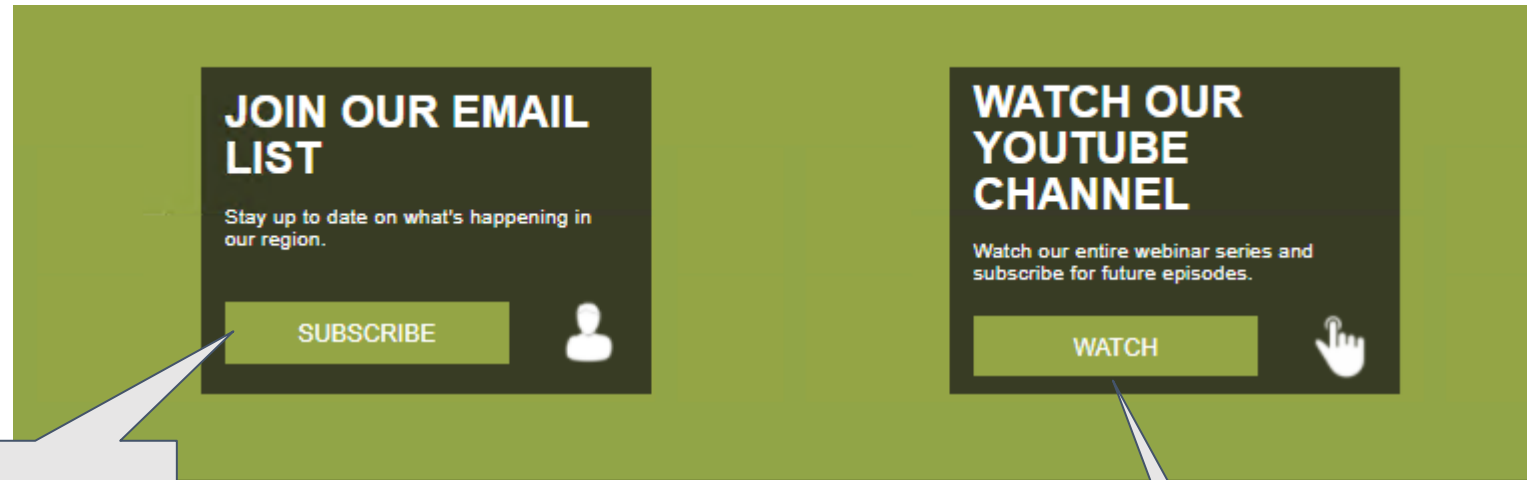 JOIN OUR EMAIL
LIST
Stay up to date on what's happening in
our region.
SUBSCRIBE
WATCH OUR
YOUTUBE
CHANNEL
Watch our entire webinar series and
subscribe for future episodes.
WATCH